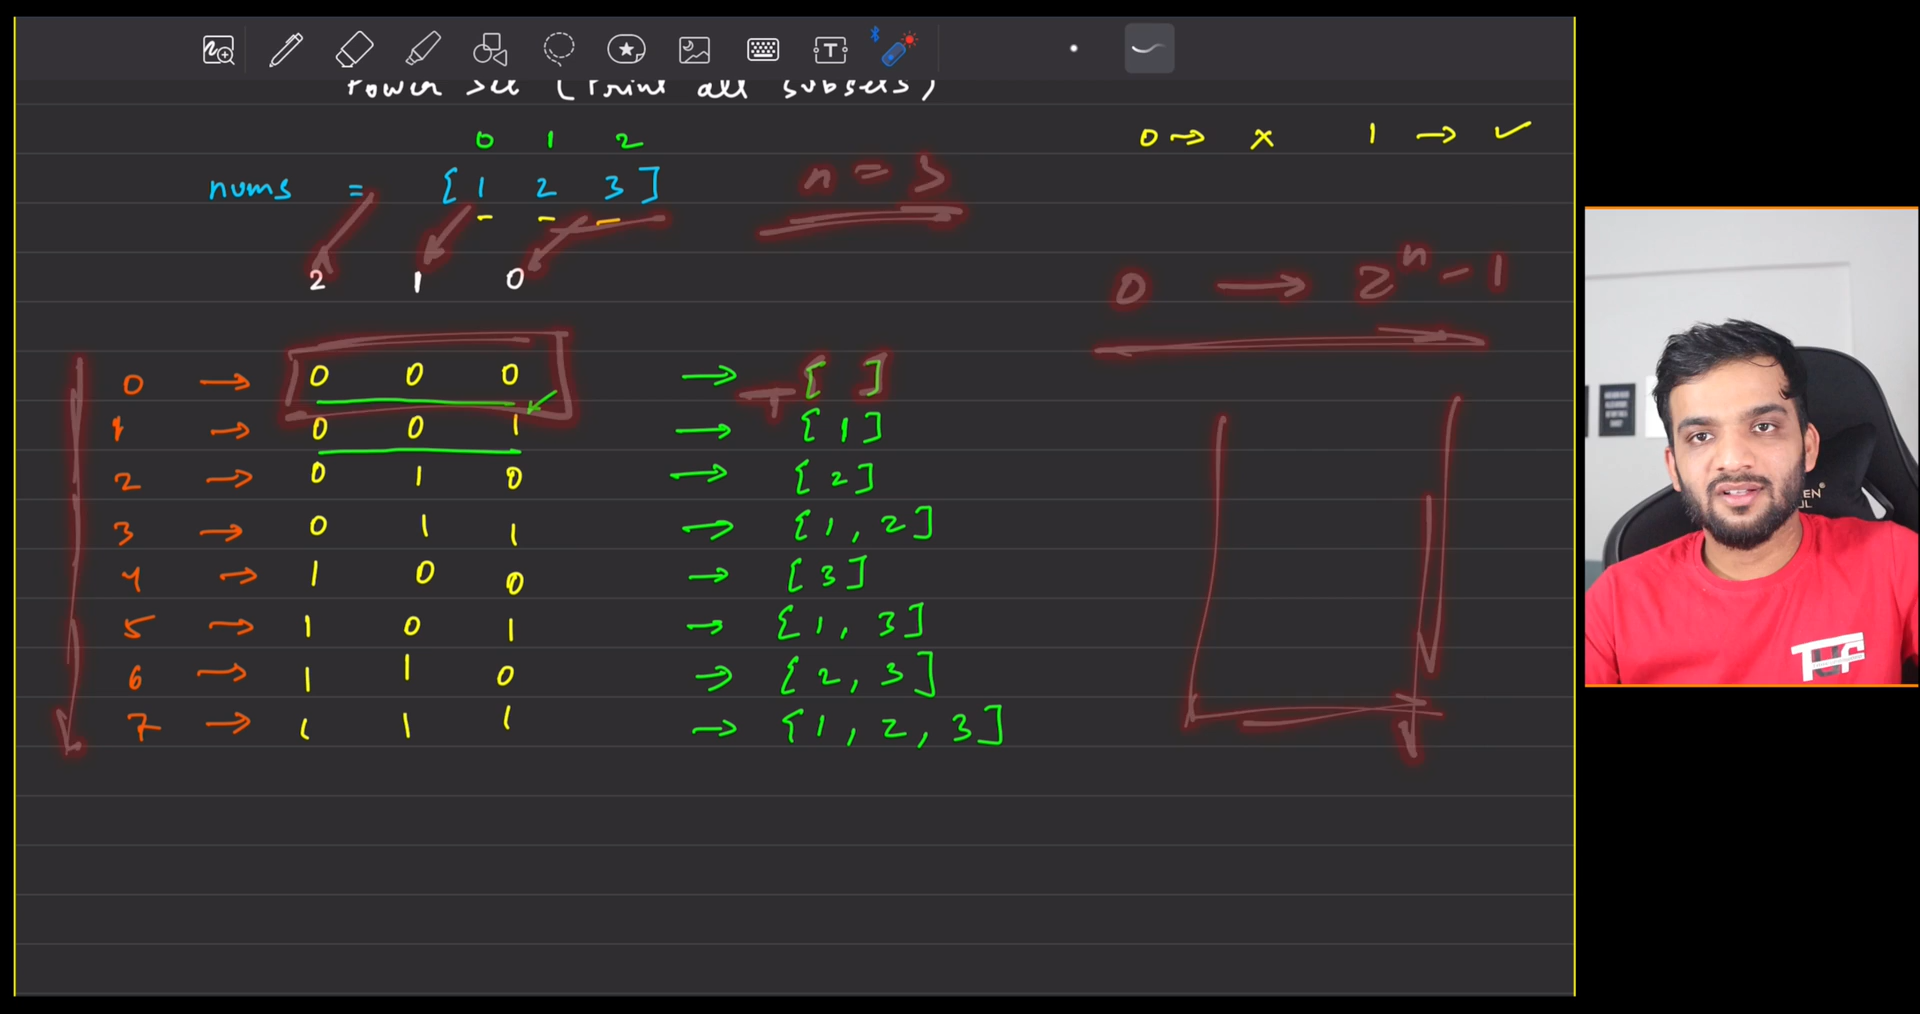 Power Set (Print all subsets)
0 1 2
0 → x 1 → ✓
nums = [ 1 2 3 ]
n = 3
2 1 0
0 → 2^n - 1
0 → 0 0 0 → [ ]
1 → 0 0 1 → [ 1 ]
2 → 0 1 0 → [ 2 ]
3 → 0 1 1 → [ 1 , 2 ]
4 → 1 0 0 → [ 3 ]
5 → 1 0 1 → [ 1 , 3 ]
6 → 1 1 0 → [ 2 , 3 ]
7 → 1 1 1 → [ 1 , 2 , 3 ]
TUF